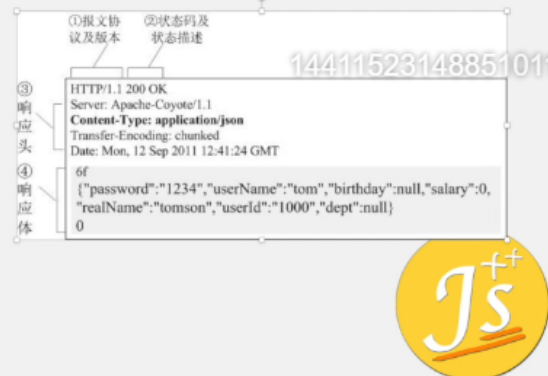 ①报文协
议及版本
②状态码及
状态描述
1441152314885101
③
响
应
头
HTTP/1.1 200 OK
Server: Apache-Coyote/1.1
Content-Type: application/json
Transfer-Encoding: chunked
Date: Mon, 12 Sep 2011 12:41:24 GMT
④
响
应
体
6f
{"password":"1234","userName":"tom","birthday":null,"salary":0,
"realName":"tomson","userId":"1000","dept":null}
0
Js++